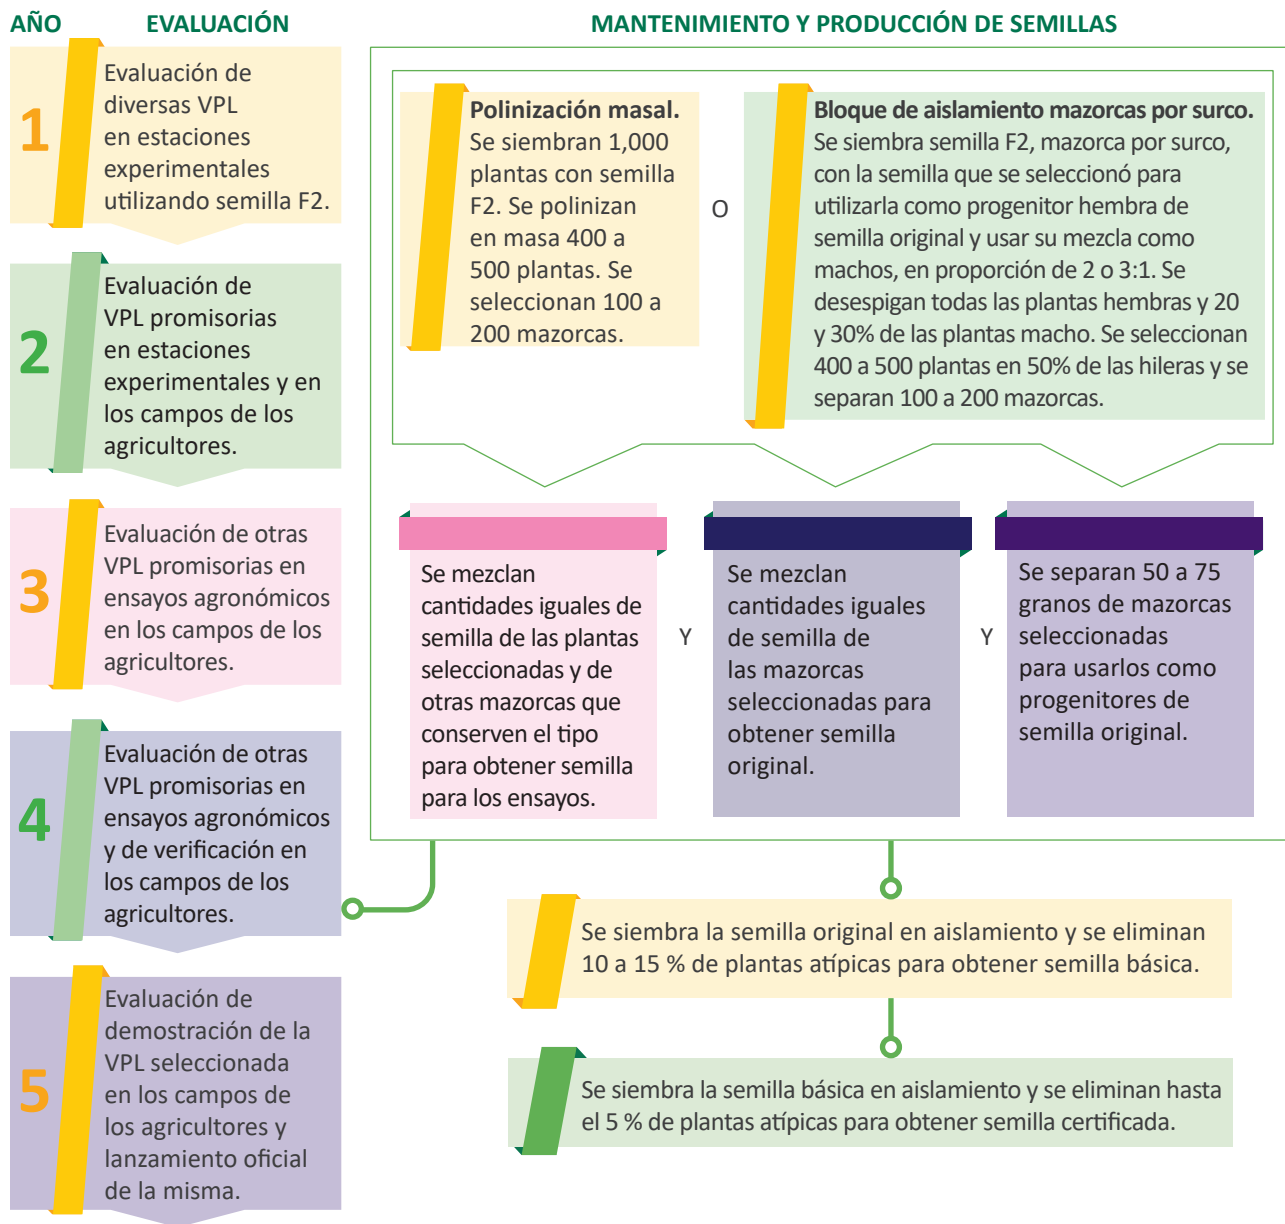 AÑO
EVALUACIÓN
MANTENIMIENTO Y PRODUCCIÓN DE SEMILLAS
1
Evaluación de
diversas VPL
en estaciones
experimentales
utilizando semilla F2.
2
Evaluación de
VPL promisorias
en estaciones
experimentales y en
los campos de los
agricultores.
3
Evaluación de otras
VPL promisorias en
ensayos agronómicos
en los campos de los
agricultores.
4
Evaluación de otras
VPL promisorias en
ensayos agronómicos
y de verificación en
los campos de los
agricultores.
5
Evaluación de
demostración de la
VPL seleccionada
en los campos de
los agricultores y
lanzamiento oficial
de la misma.
Polinización masal.
Se siembran 1,000
plantas con semilla
F2. Se polinizan
en masa 400 a
500 plantas. Se
seleccionan 100 a
200 mazorcas.
O
Bloque de aislamiento mazorcas por surco.
Se siembra semilla F2, mazorca por surco,
con la semilla que se seleccionó para
utilizarla como progenitor hembra de
semilla original y usar su mezcla como
machos, en proporción de 2 o 3:1. Se
desespigan todas las plantas hembras y 20
y 30% de las plantas macho. Se seleccionan
400 a 500 plantas en 50% de las hileras y se
separan 100 a 200 mazorcas.
Se mezclan
cantidades iguales de
semilla de las plantas
seleccionadas y de
otras mazorcas que
conserven el tipo
para obtener semilla
para los ensayos.
Y
Se mezclan
cantidades iguales
de semilla de
las mazorcas
seleccionadas para
obtener semilla
original.
Y
Se separan 50 a 75
granos de mazorcas
seleccionadas
para usarlos como
progenitores de
semilla original.
Se siembra la semilla original en aislamiento y se eliminan
10 a 15 % de plantas atípicas para obtener semilla básica.
Se siembra la semilla básica en aislamiento y se eliminan hasta
el 5 % de plantas atípicas para obtener semilla certificada.